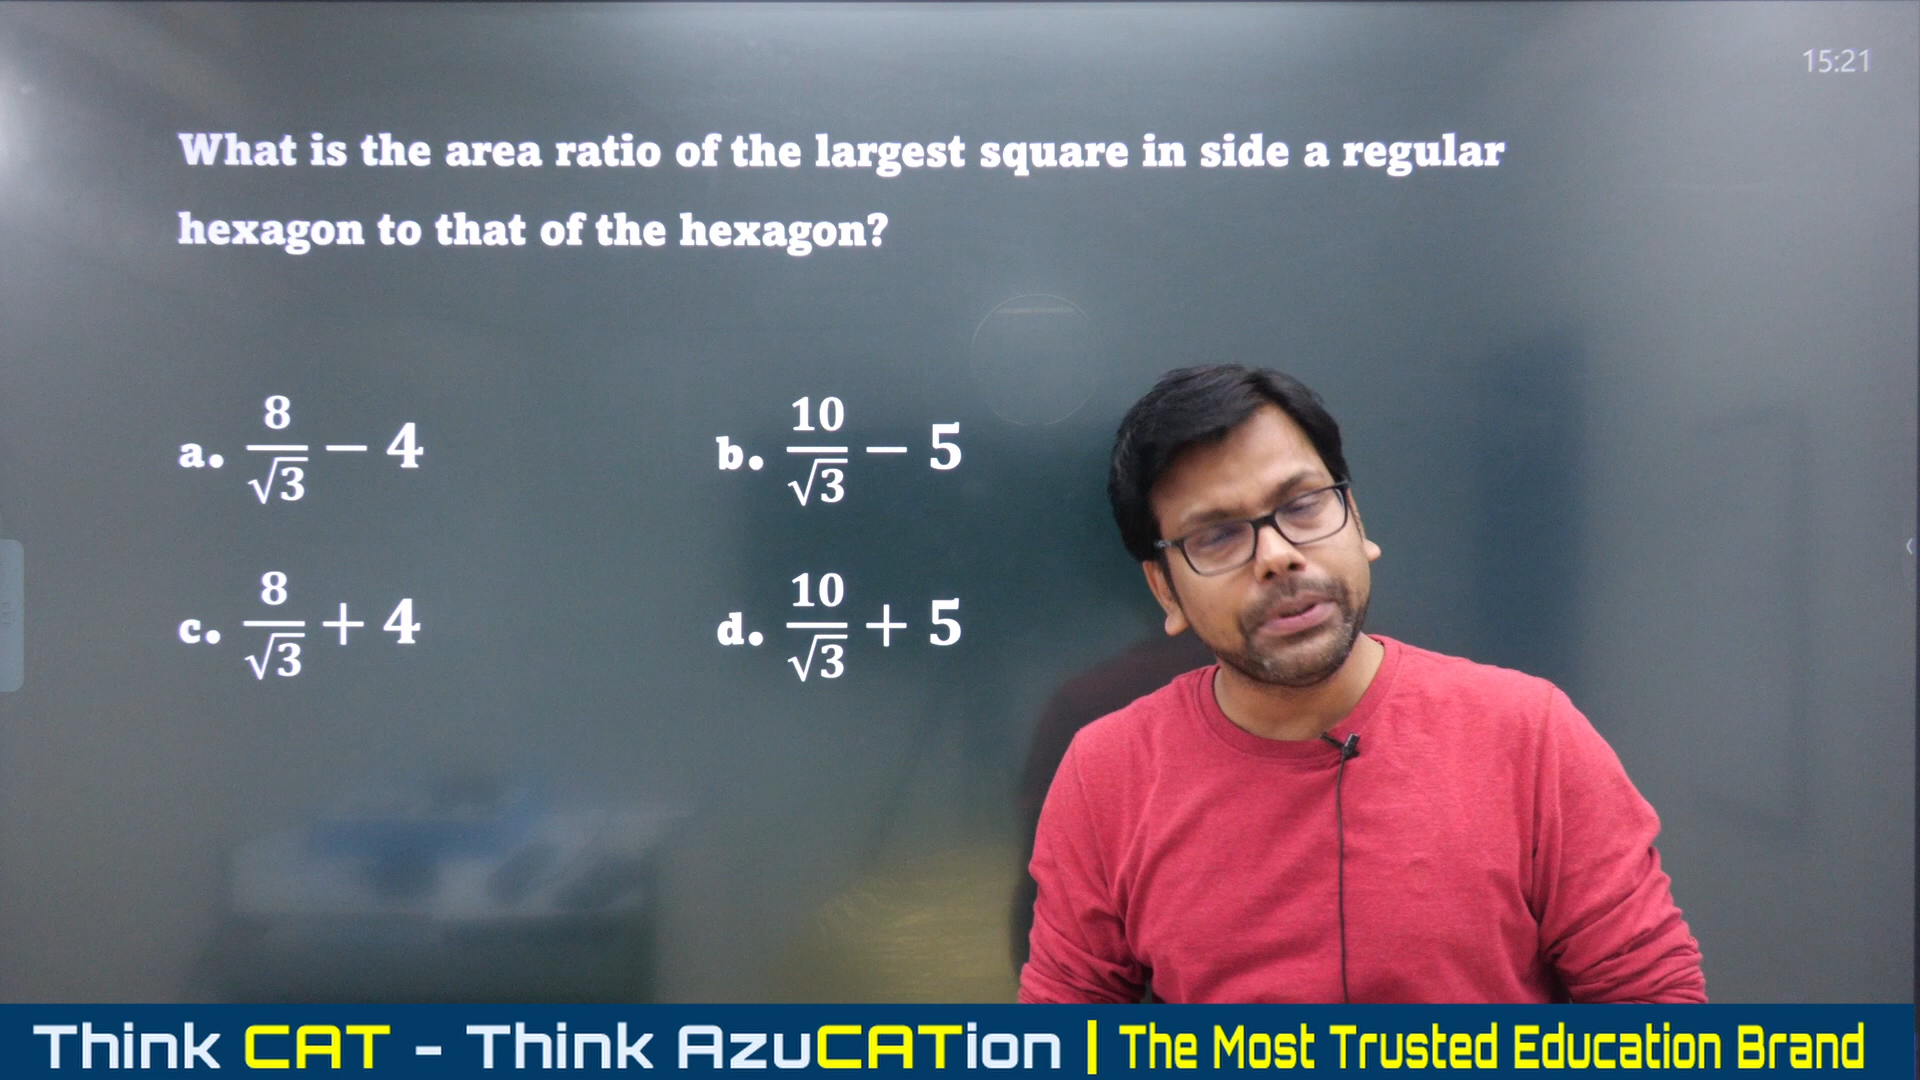 15:21
What is the area ratio of the largest square in side a regular
hexagon to that of the hexagon?
a. 8/√3 − 4
b. 10/√3 − 5
c. 8/√3 + 4
d. 10/√3 + 5
Think CAT - Think AzuCATion | The Most Trusted Education Brand